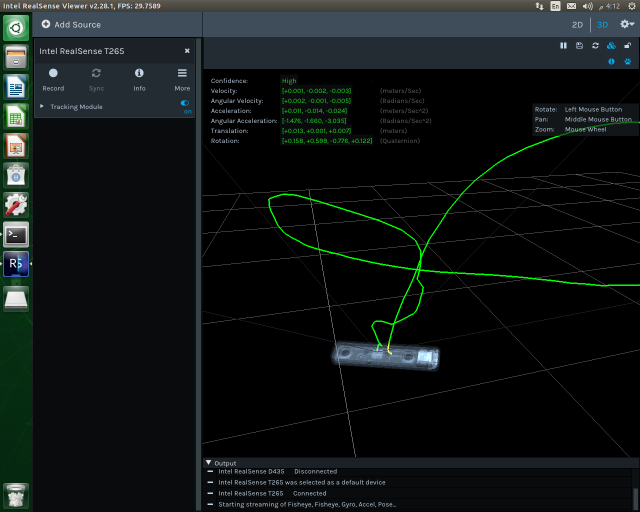 Intel RealSense Viewer v2.28.1, FPS: 29.7589
En
4:12
Add Source
2D
3D
Intel RealSense T265
Record
Sync
Info
More
Tracking Module
on
Confidence: High
Velocity: [+0.001, -0.002, -0.003] (meters/Sec)
Angular Velocity: [+0.002, -0.001, +0.005] (Radians/Sec)
Acceleration: [+0.011, -0.014, -0.024] (meters/Sec^2)
Angular Acceleration: [-1.476, -1.660, -3.035] (Radians/Sec^2)
Translation: [+0.013, +0.001, +0.007] (meters)
Rotation: [+0.158, +0.599, -0.776, +0.122] (Quaternion)
Rotate: Left Mouse Button
Pan: Middle Mouse Button
Zoom: Mouse Wheel
RS
Output
Intel RealSense D435 Disconnected
Intel RealSense T265 was selected as a default device
Intel RealSense T265 Connected
Starting streaming of Fisheye, Fisheye, Gyro, Accel, Pose...